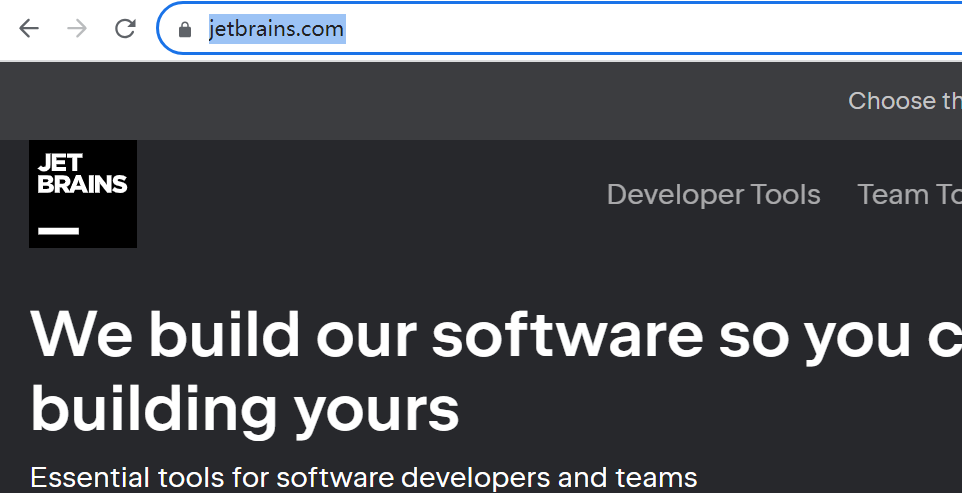 jetbrains.com
Choose th
JET
BRAINS
Developer Tools Team To
We build our software so you c
building yours
Essential tools for software developers and teams